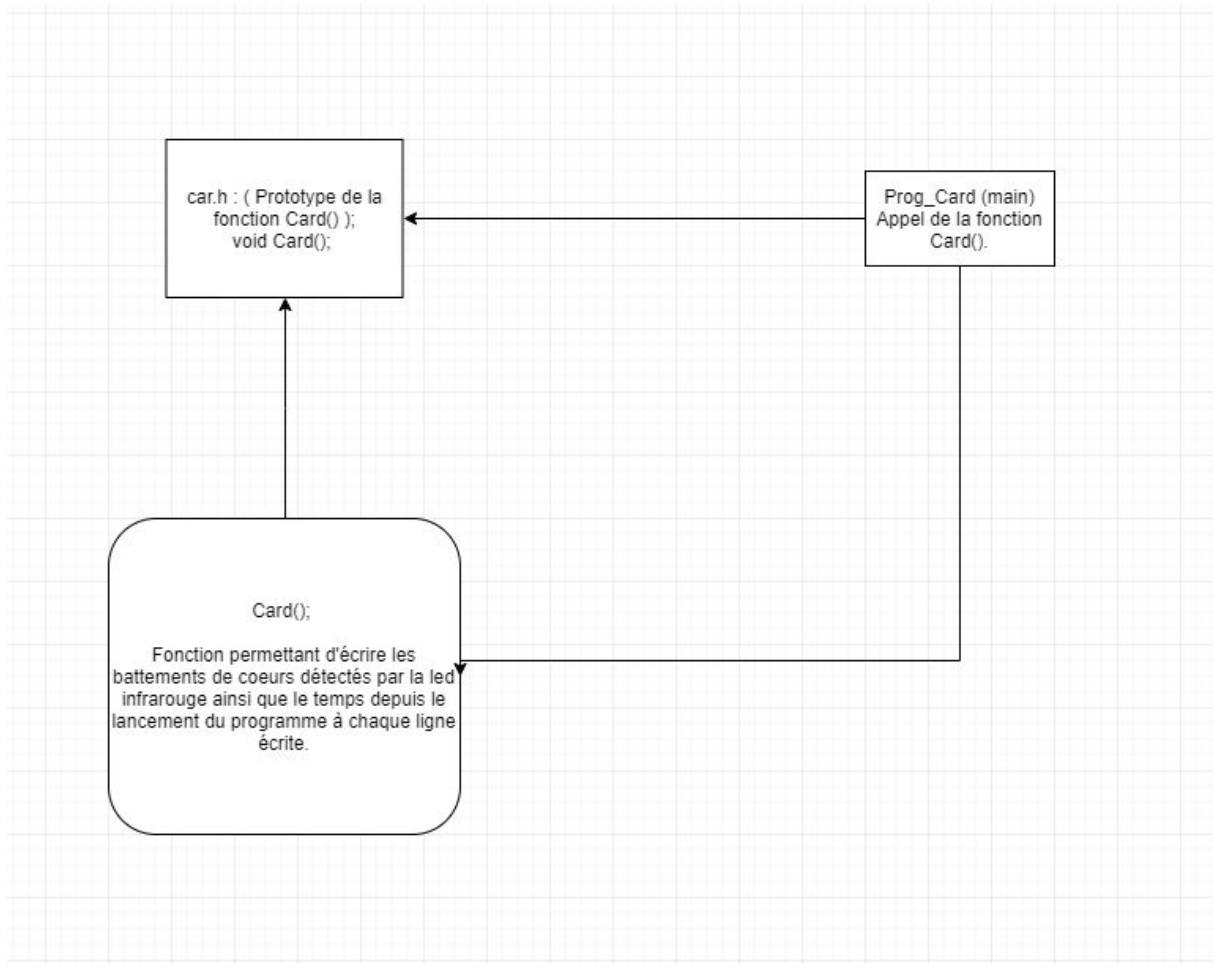 car.h : ( Prototype de la
fonction Card() );
void Card();
Prog_Card (main)
Appel de la fonction
Card().
Card();
Fonction permettant d'écrire les
battements de coeurs détectés par la led
infrarouge ainsi que le temps depuis le
lancement du programme à chaque ligne
écrite.